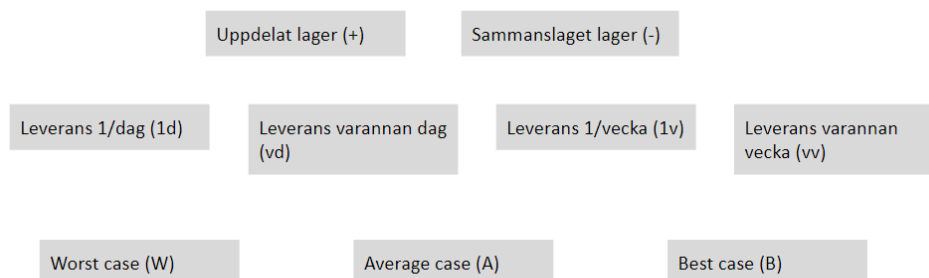 Uppdelat lager (+)
Sammanslaget lager (-)
Leverans 1/dag (1d)
Leverans varannan dag
(vd)
Leverans 1/vecka (1v)
Leverans varannan
vecka (vv)
Worst case (W)
Average case (A)
Best case (B)